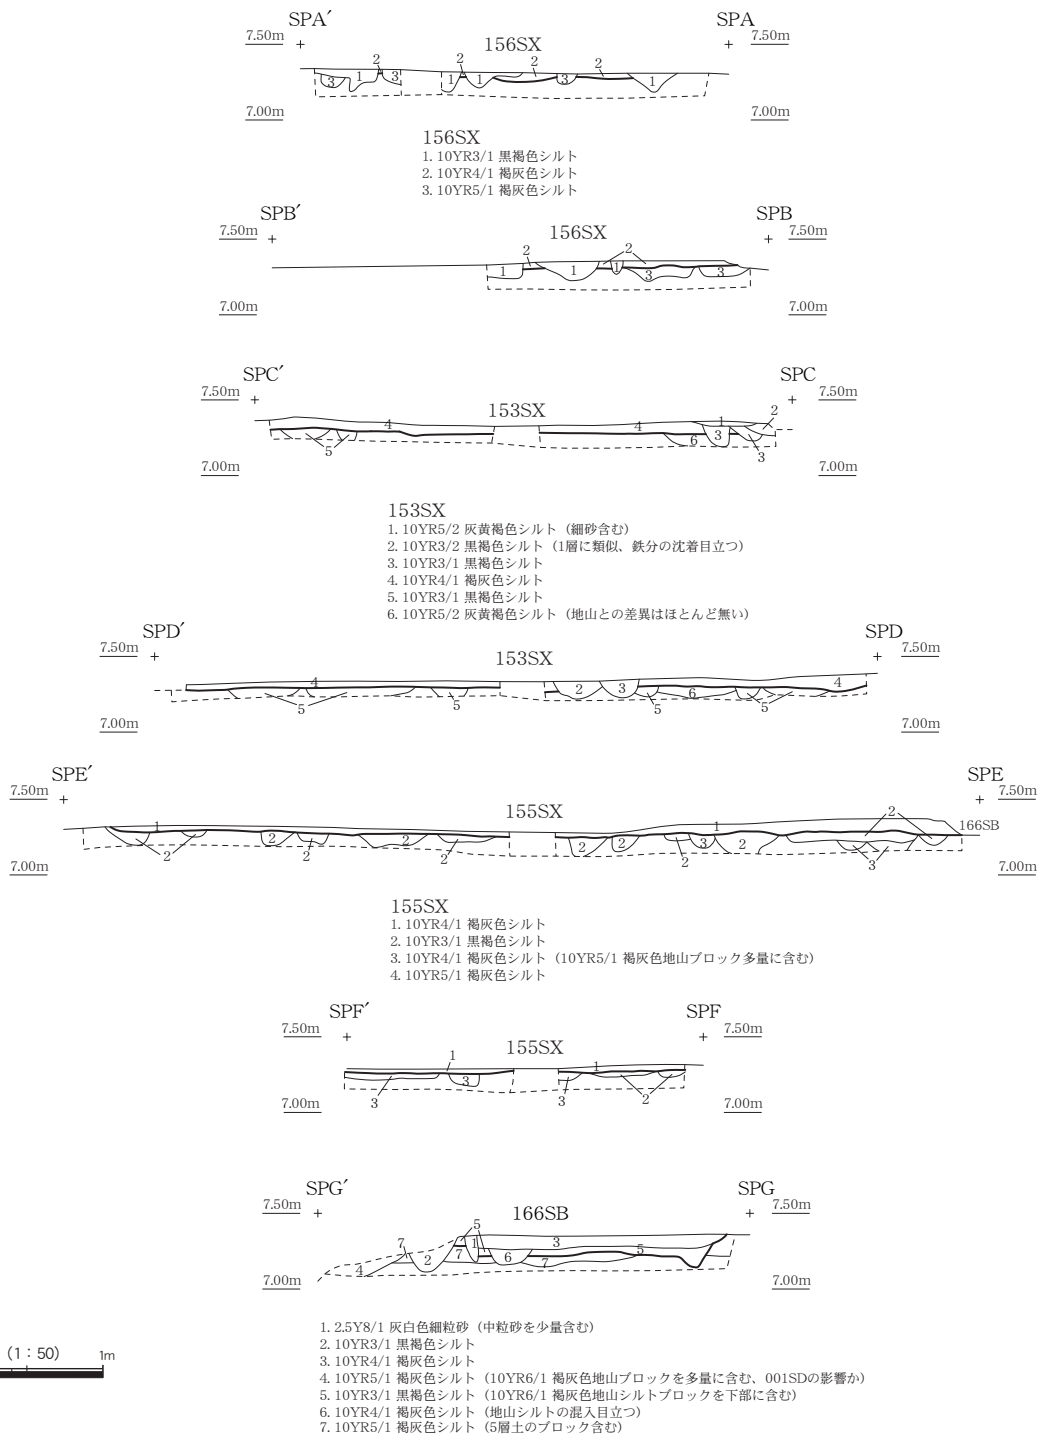 SPA′ SPA
7.50m 7.50m
156SX
2 2 2 2
3 1 3 1 1 3 1
7.00m 7.00m
156SX
1. 10YR3/1 黒褐色シルト
2. 10YR4/1 褐灰色シルト
3. 10YR5/1 褐灰色シルト
SPB′ SPB
7.50m 7.50m
156SX
2 2
1 1 1 3 3
7.00m 7.00m
SPC′ SPC
7.50m 7.50m
153SX
4 4 1 2
5 6 3 3
7.00m 7.00m
153SX
1. 10YR5/2 灰黄褐色シルト（細砂含む）
2. 10YR3/2 黒褐色シルト（1層に類似、鉄分の沈着目立つ）
3. 10YR3/1 黒褐色シルト
4. 10YR4/1 褐灰色シルト
5. 10YR3/1 黒褐色シルト
6. 10YR5/2 灰黄褐色シルト（地山との差異はほとんど無い）
SPD′ SPD
7.50m 7.50m
153SX
4 2 3 6 4
5 5 5 5
7.00m 7.00m
SPE′ SPE
7.50m 7.50m
155SX
1 1 2 166SB
2 2 2 2 2 2 2 2 3 2 3
7.00m 7.00m
155SX
1. 10YR4/1 褐灰色シルト
2. 10YR3/1 黒褐色シルト
3. 10YR4/1 褐灰色シルト（10YR5/1 褐灰色地山ブロック多量に含む）
4. 10YR5/1 褐灰色シルト
SPF′ SPF
7.50m 7.50m
155SX
1 1
3 3 3 2
7.00m 7.00m
SPG′ SPG
7.50m 7.50m
166SB
5
7 1 3 5
4 2 7 6 7
7.00m 7.00m
1. 2.5Y8/1 灰白色細粒砂（中粒砂を少量含む）
2. 10YR3/1 黒褐色シルト
3. 10YR4/1 褐灰色シルト
4. 10YR5/1 褐灰色シルト（10YR6/1 褐灰色地山ブロックを多量に含む、001SDの影響か）
5. 10YR3/1 黒褐色シルト（10YR6/1 褐灰色地山シルトブロックを下部に含む）
6. 10YR4/1 褐灰色シルト（地山シルトの混入目立つ）
7. 10YR5/1 褐灰色シルト（5層土のブロック含む）
（1：50） 1m